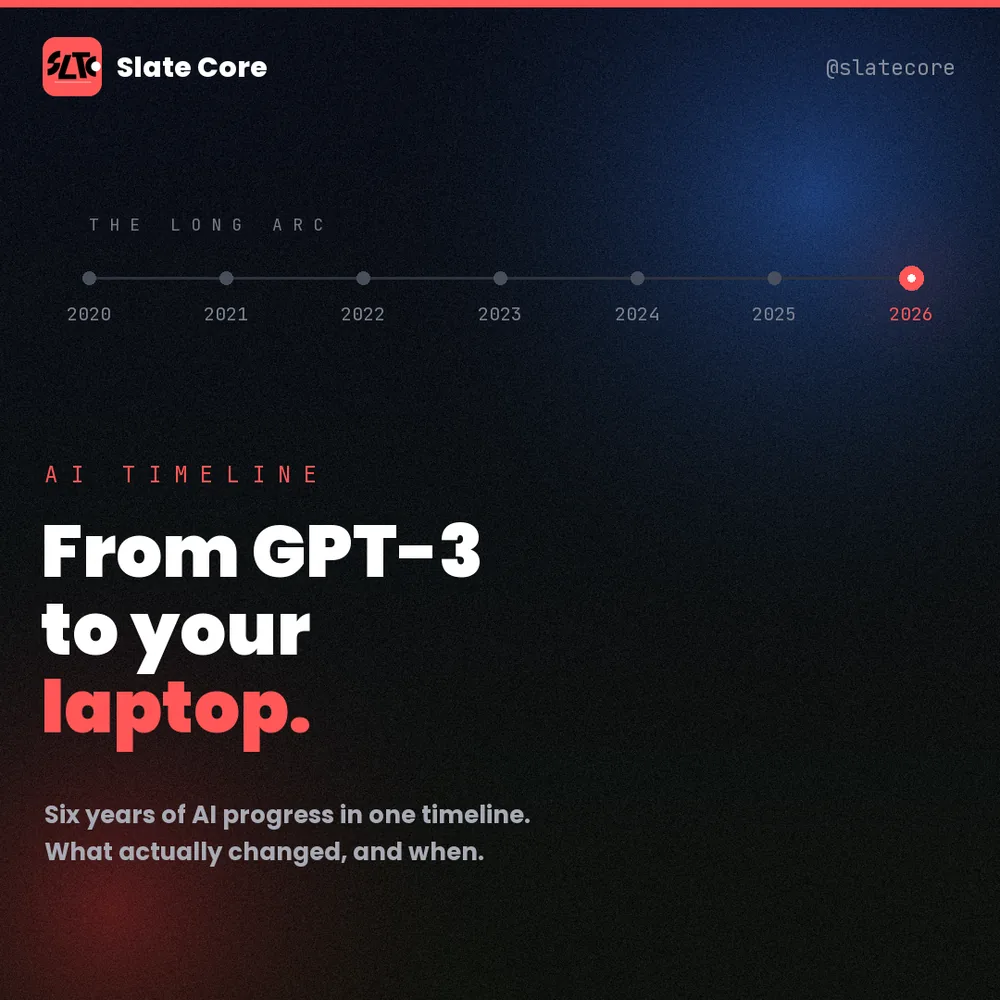 SLTC
Slate Core
@slatecore
THE LONG ARC
2020 2021 2022 2023 2024 2025 2026
AI TIMELINE
From GPT-3
to your
laptop.
Six years of AI progress in one timeline.
What actually changed, and when.